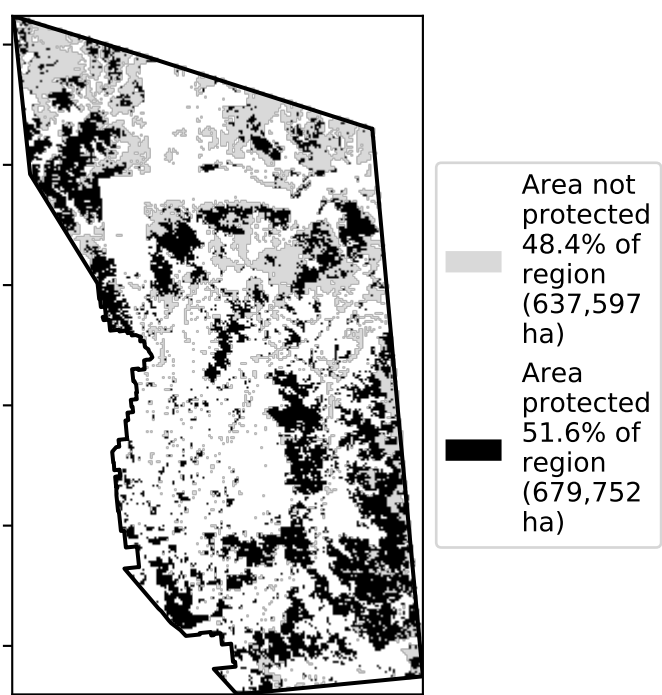 Area not
protected
48.4% of
region
(637,597
ha)
Area
protected
51.6% of
region
(679,752
ha)